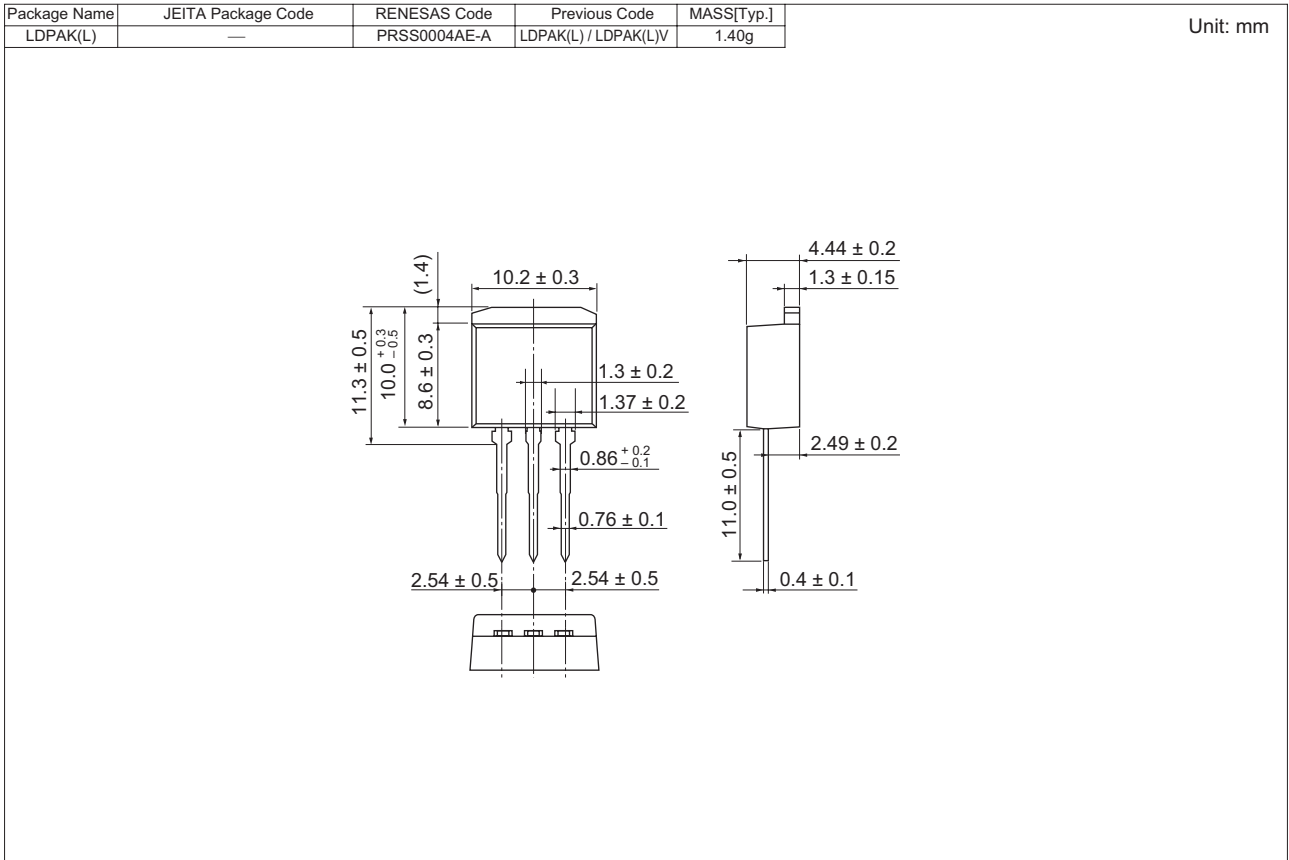 Package Name JEITA Package Code RENESAS Code Previous Code MASS[Typ.]
LDPAK(L) — PRSS0004AE-A LDPAK(L) / LDPAK(L)V 1.40g
Unit: mm
4.44 ± 0.2
(1.4)
10.2 ± 0.3
1.3 ± 0.15
11.3 ± 0.5
10.0 + 0.3 – 0.5
8.6 ± 0.3
1.3 ± 0.2
1.37 ± 0.2
2.49 ± 0.2
0.86 + 0.2 – 0.1
11.0 ± 0.5
0.76 ± 0.1
2.54 ± 0.5 2.54 ± 0.5
0.4 ± 0.1